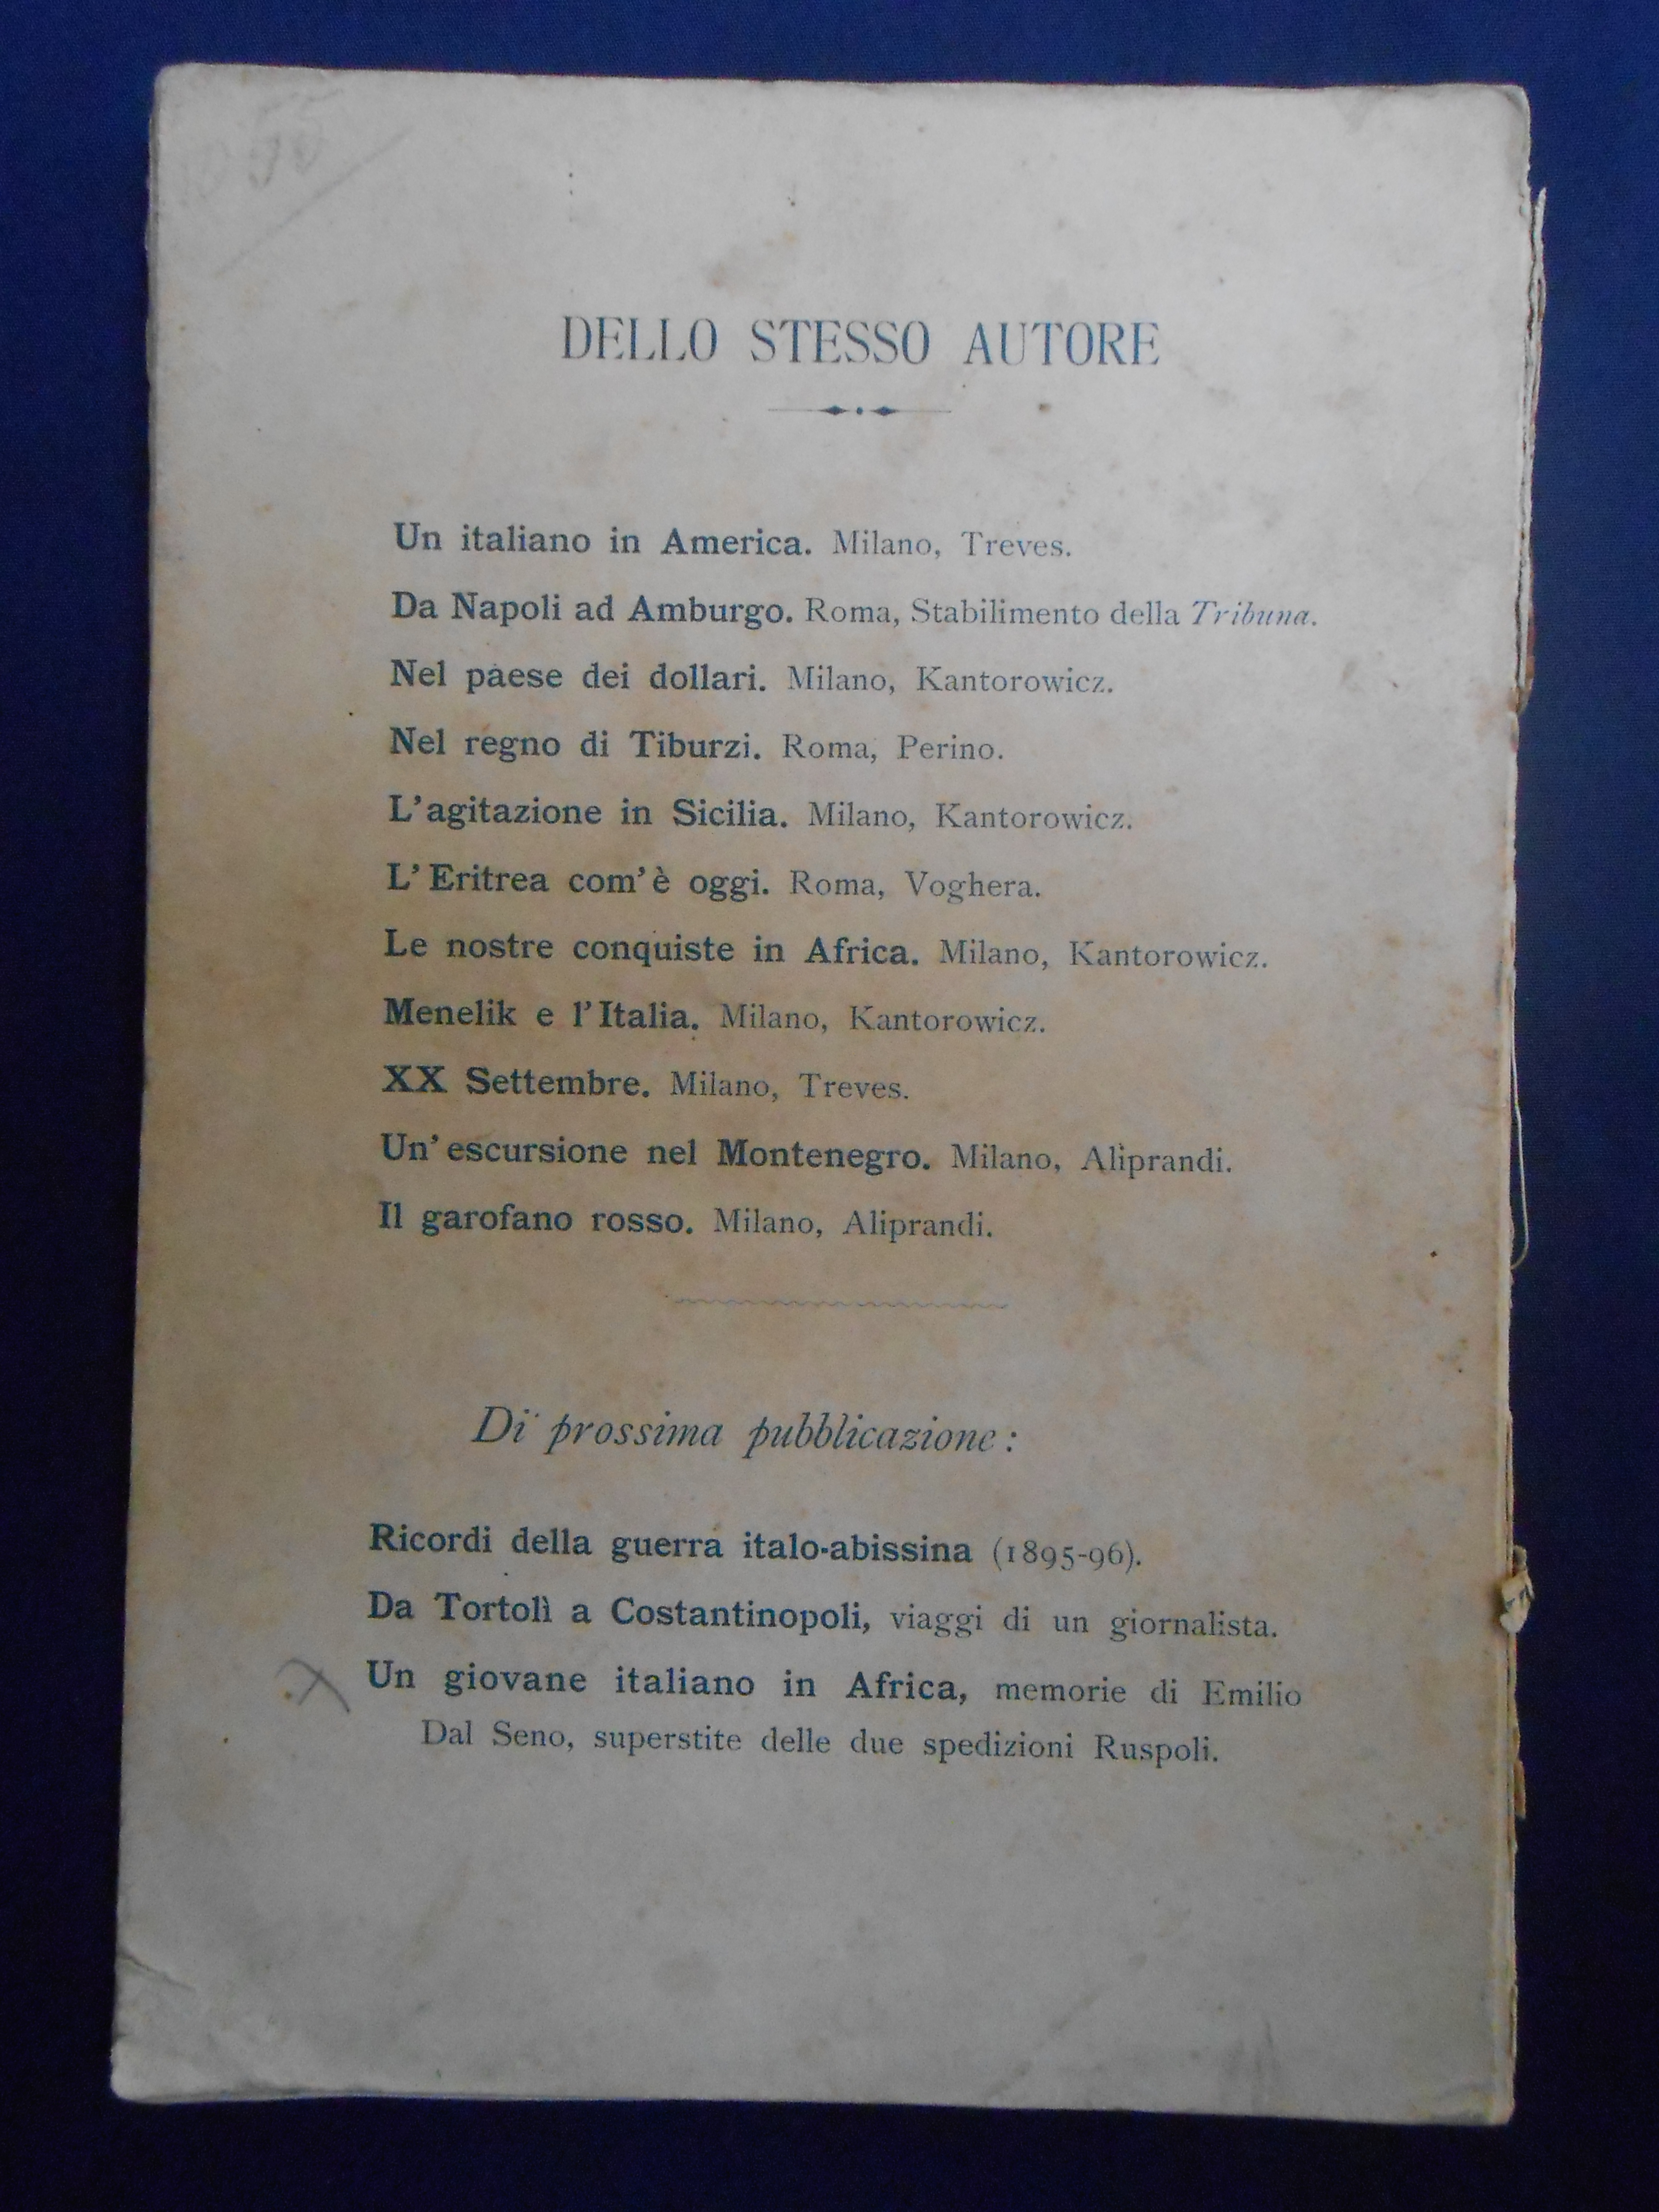 DELLO STESSO AUTORE
Un italiano in America. Milano, Treves.
Da Napoli ad Amburgo. Roma, Stabilimento della Tribuna.
Nel paese dei dollari. Milano, Kantorowicz.
Nel regno di Tiburzi. Roma, Perino.
L'agitazione in Sicilia. Milano, Kantorowicz.
L'Eritrea com'è oggi. Roma, Voghera.
Le nostre conquiste in Africa. Milano, Kantorowicz.
Menelik e l'Italia. Milano, Kantorowicz.
XX Settembre. Milano, Treves.
Un'escursione nel Montenegro. Milano, Aliprandi.
Il garofano rosso. Milano, Aliprandi.
Di prossima pubblicazione:
Ricordi della guerra italo-abissina (1895-96).
Da Tortolì a Costantinopoli, viaggi di un giornalista.
Un giovane italiano in Africa, memorie di Emilio
Dal Seno, superstite delle due spedizioni Ruspoli.